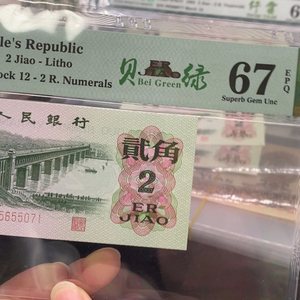 le's Republic
2 Jiao - Litho
ock 12 - 2 R. Numerals
贝 绿
Bei Green
67 EPQ
Superb Gem Unc
人民銀行
貳角
2
ER
JIAO
5655071